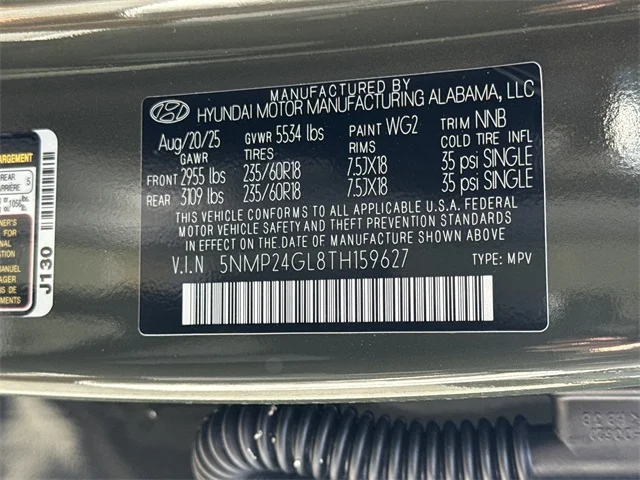 MANUFACTURED BY
HYUNDAI MOTOR MANUFACTURING ALABAMA, LLC
Aug/20/25 GVWR 5534 lbs PAINT WG2 TRIM NNB
GAWR TIRES RIMS COLD TIRE INFL
FRONT 2955 lbs 235/60R18 7.5JX18 35 psi SINGLE
REAR 3109 lbs 235/60R18 7.5JX18 35 psi SINGLE
THIS VEHICLE CONFORMS TO ALL APPLICABLE U.S.A. FEDERAL
MOTOR VEHICLE SAFETY AND THEFT PREVENTION STANDARDS
IN EFFECT ON THE DATE OF MANUFACTURE SHOWN ABOVE.
V.I.N 5NMP24GL8TH159627 TYPE: MPV
REAR
5
lbs.
J130